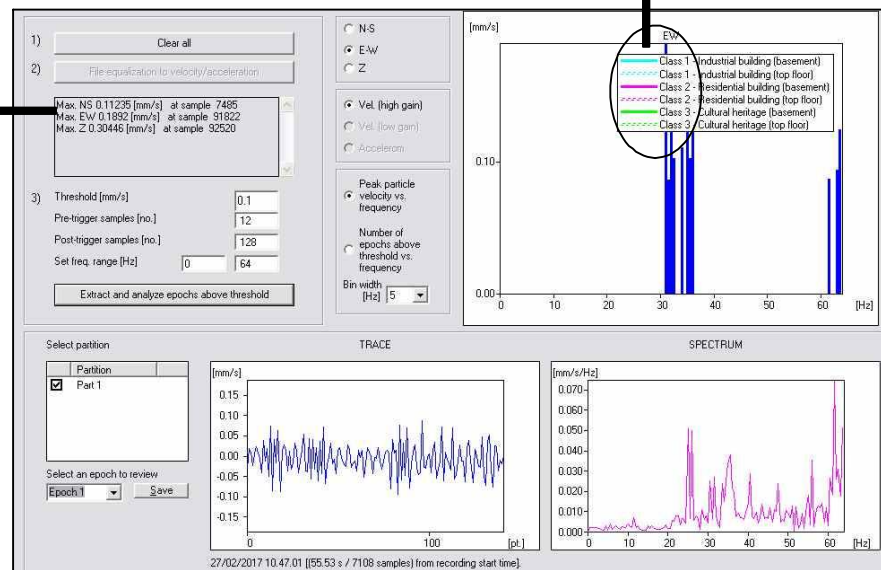 1) Clear all
2) File equalization to velocity/acceleration
Max. NS 0.11235 [mm/s] at sample 7485
Max. EW 0.1892 [mm/s] at sample 91822
Max. Z 0.30446 [mm/s] at sample 92520
3) Threshold [mm/s] 0.1
Pre-trigger samples [no.] 12
Post-trigger samples [no.] 128
Set freq. range [Hz] 0 64
Extract and analyze epochs above threshold
N-S
E-W
Z
Vel. (high gain)
Vel. (low gain)
Accelerom
Peak particle
velocity vs.
frequency
Number of
epochs above
threshold vs.
frequency
Bin width
[Hz] .5
[mm/s]
EW
Class 1 - Industrial building (basement)
Class 1 - Industrial building (top floor)
Class 2 - Residential building (basement)
Class 2 - Residential building (top floor)
Class 3 - Cultural heritage (basement)
Class 3 - Cultural heritage (top floor)
0.10
0.00
0 10 20 30 40 50 60 [Hz]
Select partition
Partition
Part 1
Select an epoch to review
Epoch 1 Save
TRACE
[mm/s]
0.15
0.10
0.05
0.00
-0.05
-0.10
-0.15
0 100 [pt.]
27/02/2017 10.47.01 [(55.53 s / 7108 samples) from recording start time].
SPECTRUM
[mm/s/Hz]
0.070
0.060
0.050
0.040
0.030
0.020
0.010
0.000
0 10 20 30 40 50 60 [Hz]